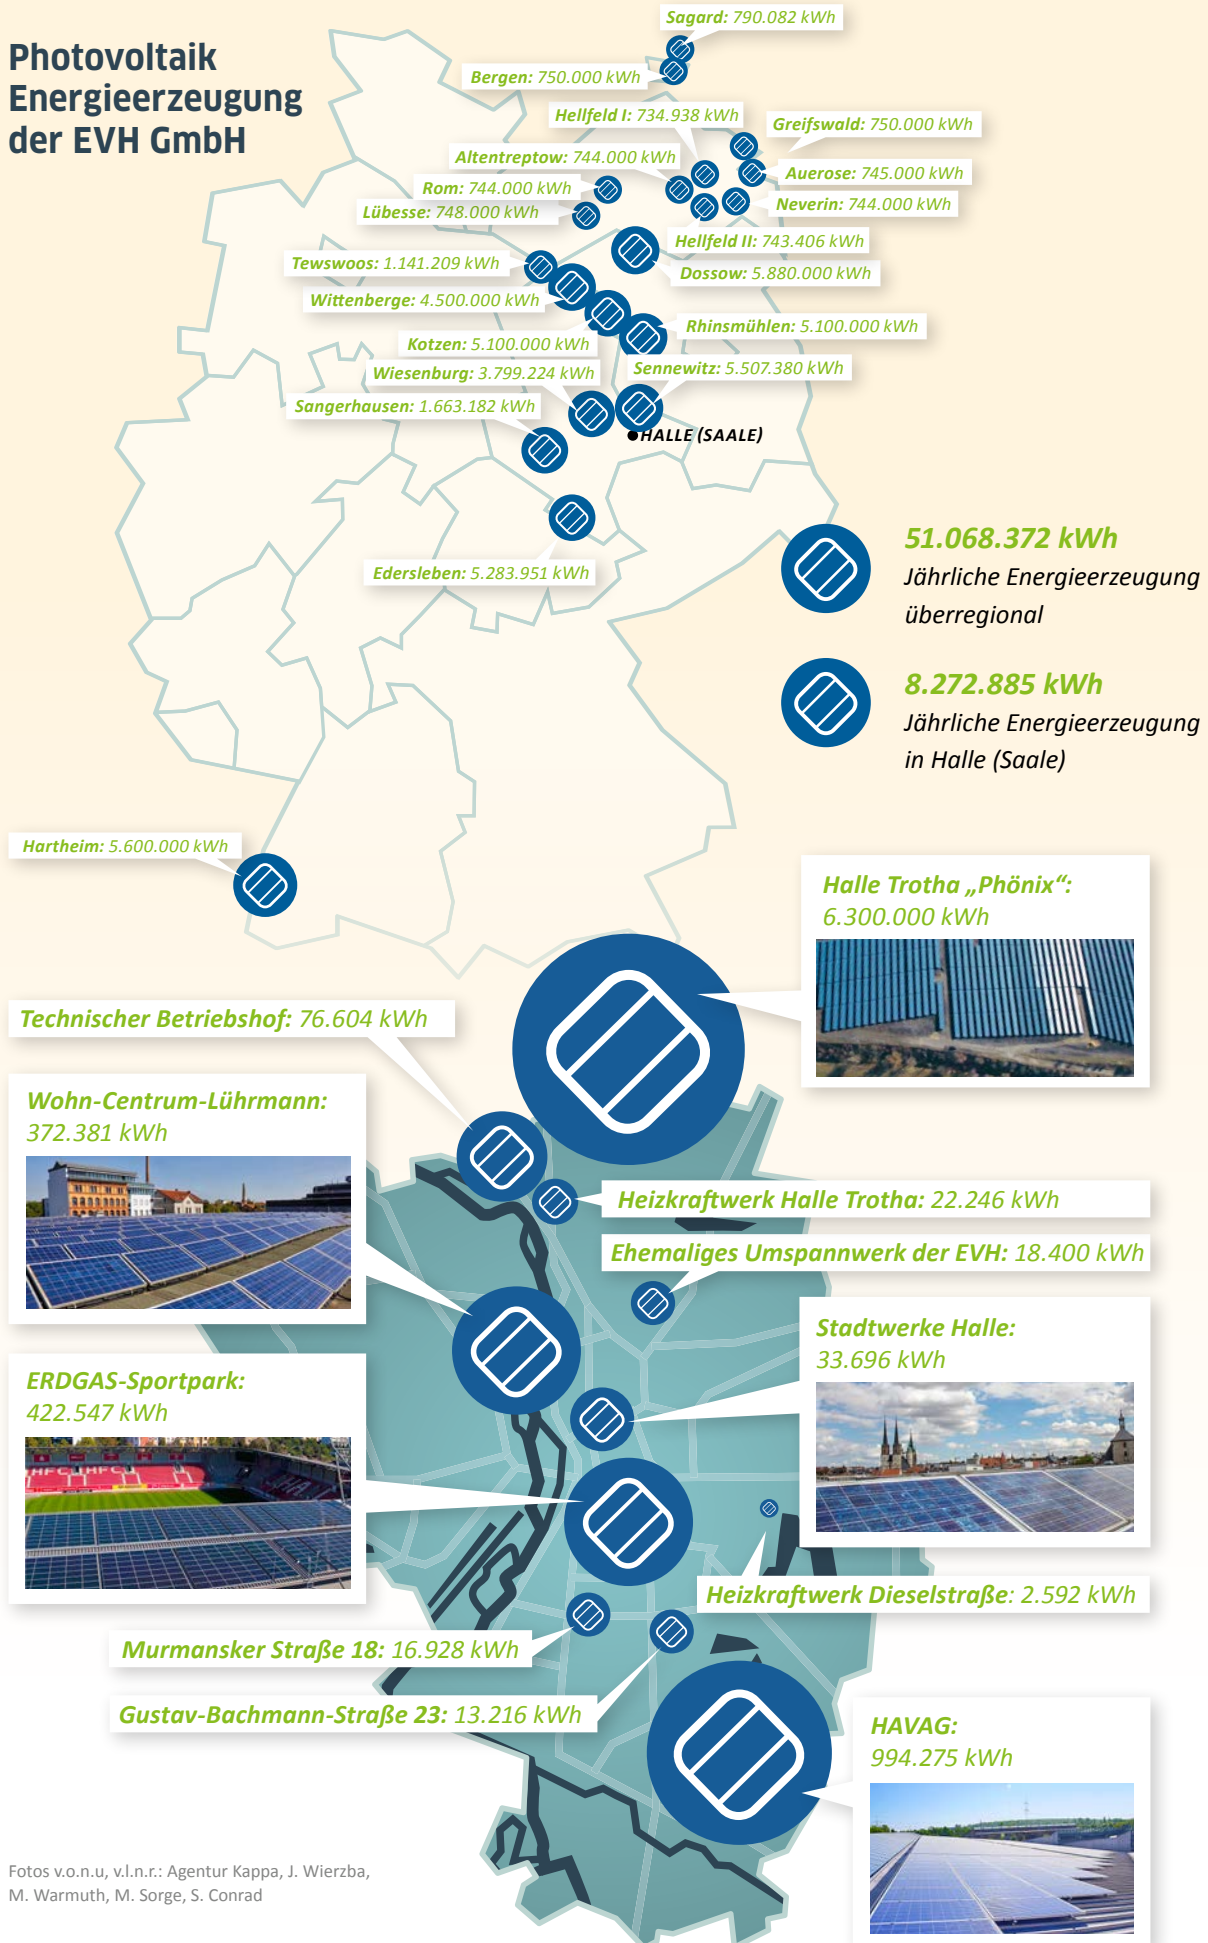 Photovoltaik
Energieerzeugung
der EVH GmbH
Sagard: 790.082 kWh
Bergen: 750.000 kWh
Hellfeld I: 734.938 kWh
Greifswald: 750.000 kWh
Altentreptow: 744.000 kWh
Auerose: 745.000 kWh
Rom: 744.000 kWh
Neverin: 744.000 kWh
Lübesse: 748.000 kWh
Hellfeld II: 743.406 kWh
Tewswoos: 1.141.209 kWh
Dossow: 5.880.000 kWh
Wittenberge: 4.500.000 kWh
Rhinsmühlen: 5.100.000 kWh
Kotzen: 5.100.000 kWh
Sennewitz: 5.507.380 kWh
Wiesenburg: 3.799.224 kWh
Sangerhausen: 1.663.182 kWh
HALLE (SAALE)
Edersleben: 5.283.951 kWh
51.068.372 kWh
Jährliche Energieerzeugung
überregional
8.272.885 kWh
Jährliche Energieerzeugung
in Halle (Saale)
Hartheim: 5.600.000 kWh
Halle Trotha „Phönix“:
6.300.000 kWh
Technischer Betriebshof: 76.604 kWh
Wohn-Centrum-Lührmann:
372.381 kWh
Heizkraftwerk Halle Trotha: 22.246 kWh
Ehemaliges Umspannwerk der EVH: 18.400 kWh
Stadtwerke Halle:
33.696 kWh
ERDGAS-Sportpark:
422.547 kWh
HFC HFC HFC
Heizkraftwerk Dieselstraße: 2.592 kWh
Murmansker Straße 18: 16.928 kWh
Gustav-Bachmann-Straße 23: 13.216 kWh
HAVAG:
994.275 kWh
Fotos v.o.n.u, v.l.n.r.: Agentur Kappa, J. Wierzba,
M. Warmuth, M. Sorge, S. Conrad